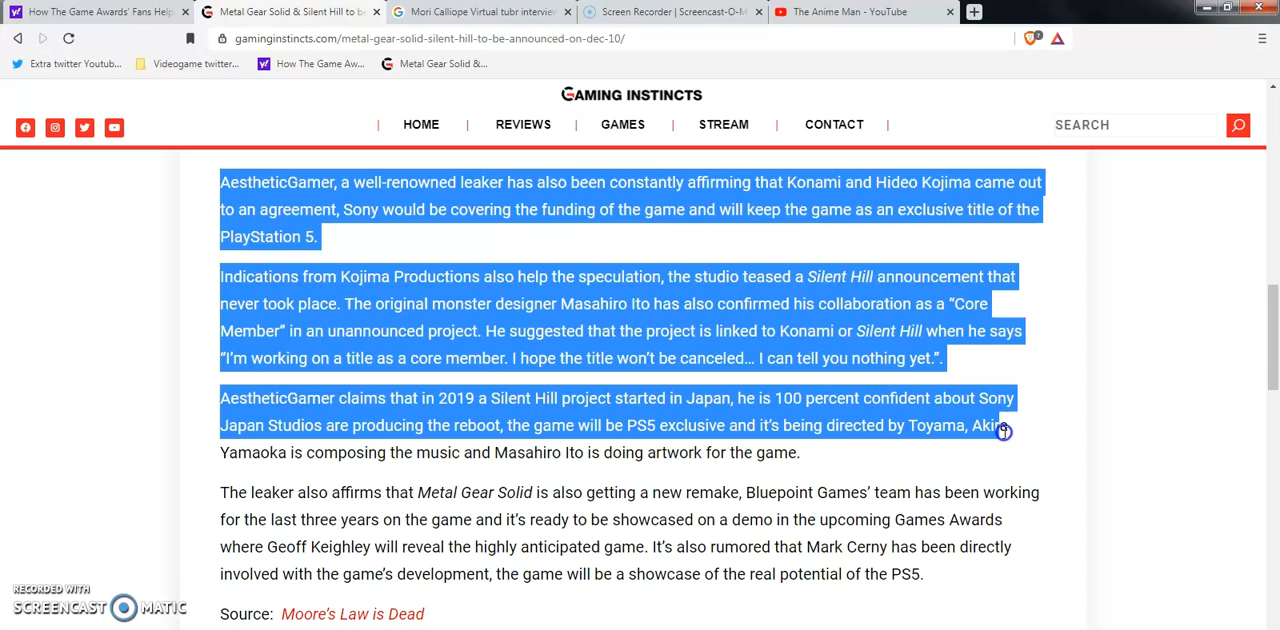 How The Game Awards' Fans Help
Metal Gear Solid & Silent Hill to be
Mori Calliope Virtual tubr interview
Screen Recorder | Screencast-O-M
The Anime Man - YouTube
gaminginstincts.com/metal-gear-solid-silent-hill-to-be-announced-on-dec-10/
Extra twitter Youtub...
Videogame twitter...
How The Game Aw...
Metal Gear Solid &...
GAMING INSTINCTS
HOME
REVIEWS
GAMES
STREAM
CONTACT
SEARCH
AestheticGamer, a well-renowned leaker has also been constantly affirming that Konami and Hideo Kojima came out
to an agreement, Sony would be covering the funding of the game and will keep the game as an exclusive title of the
PlayStation 5.
Indications from Kojima Productions also help the speculation, the studio teased a Silent Hill announcement that
never took place. The original monster designer Masahiro Ito has also confirmed his collaboration as a “Core
Member” in an unannounced project. He suggested that the project is linked to Konami or Silent Hill when he says
“I’m working on a title as a core member. I hope the title won’t be canceled… I can tell you nothing yet.”.
AestheticGamer claims that in 2019 a Silent Hill project started in Japan, he is 100 percent confident about Sony
Japan Studios are producing the reboot, the game will be PS5 exclusive and it’s being directed by Toyama, Akira
Yamaoka is composing the music and Masahiro Ito is doing artwork for the game.
The leaker also affirms that Metal Gear Solid is also getting a new remake, Bluepoint Games’ team has been working
for the last three years on the game and it’s ready to be showcased on a demo in the upcoming Games Awards
where Geoff Keighley will reveal the highly anticipated game. It’s also rumored that Mark Cerny has been directly
involved with the game’s development, the game will be a showcase of the real potential of the PS5.
Source: Moore’s Law is Dead
RECORDED WITH
SCREENCAST MATIC